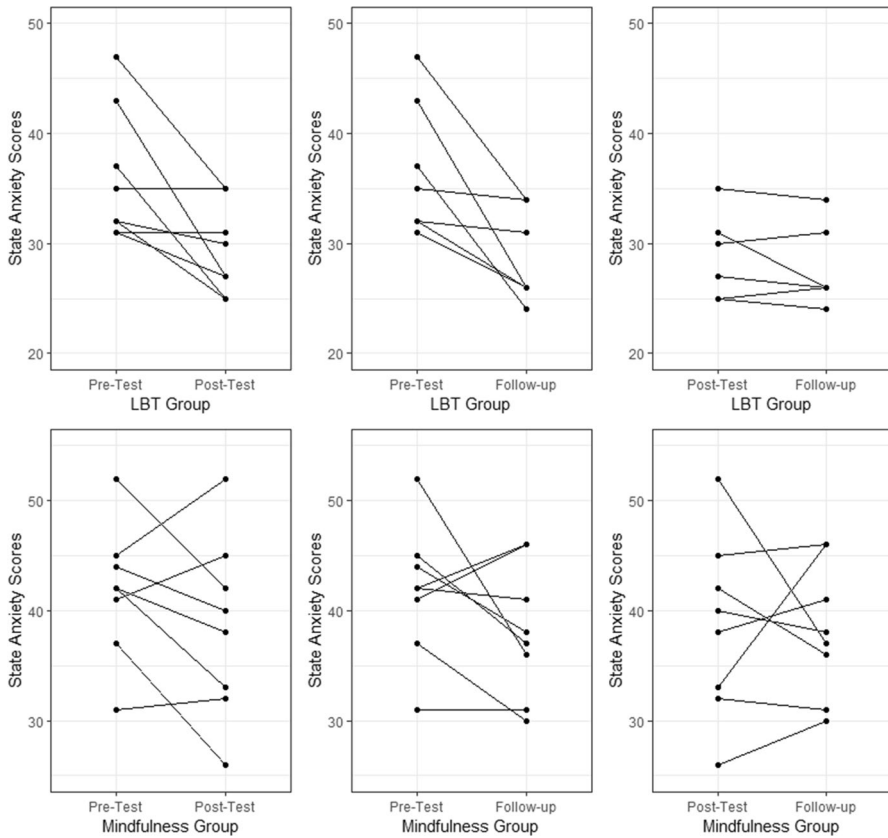 State Anxiety Scores
50
40
30
20
Pre-Test Post-Test
LBT Group
State Anxiety Scores
50
40
30
20
Pre-Test Follow-up
LBT Group
State Anxiety Scores
50
40
30
20
Post-Test Follow-up
LBT Group
State Anxiety Scores
50
40
30
Pre-Test Post-Test
Mindfulness Group
State Anxiety Scores
50
40
30
Pre-Test Follow-up
Mindfulness Group
State Anxiety Scores
50
40
30
Post-Test Follow-up
Mindfulness Group